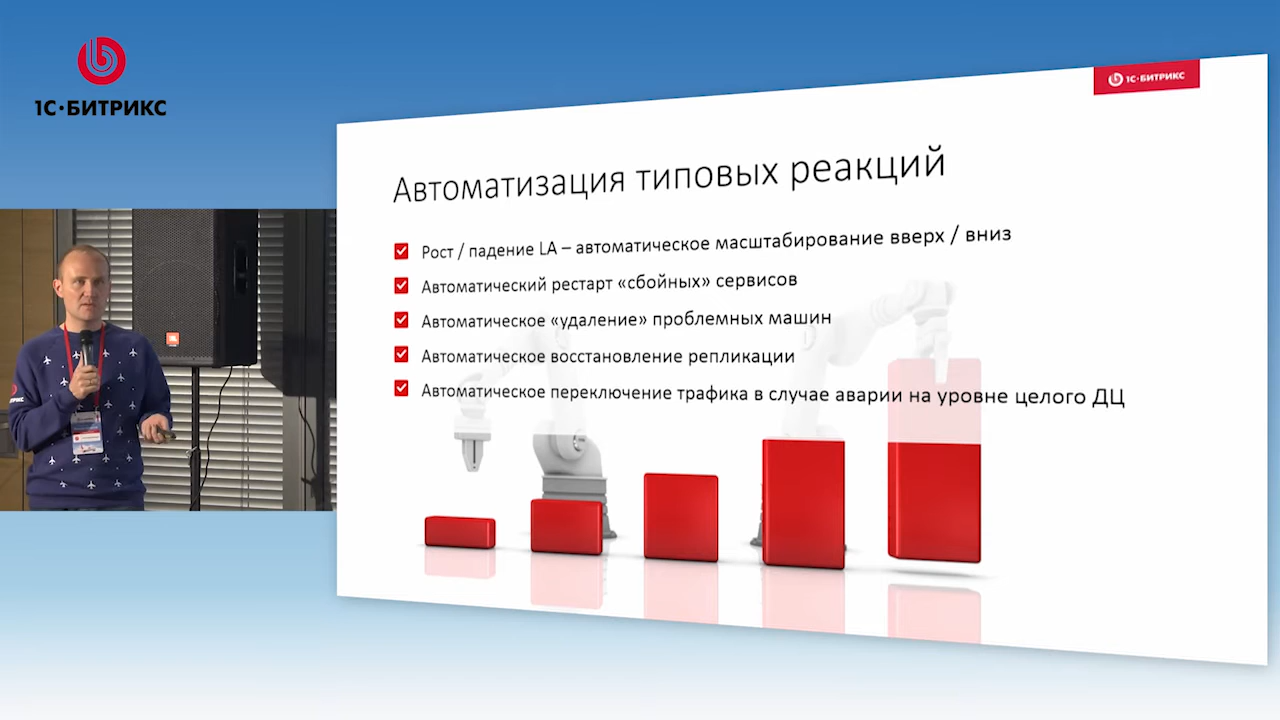 1С·БИТРИКС
1С·БИТРИКС
Автоматизация типовых реакций
Рост / падение LA – автоматическое масштабирование вверх / вниз
Автоматический рестарт «сбойных» сервисов
Автоматическое «удаление» проблемных машин
Автоматическое восстановление репликации
Автоматическое переключение трафика в случае аварии на уровне целого ДЦ
JBL